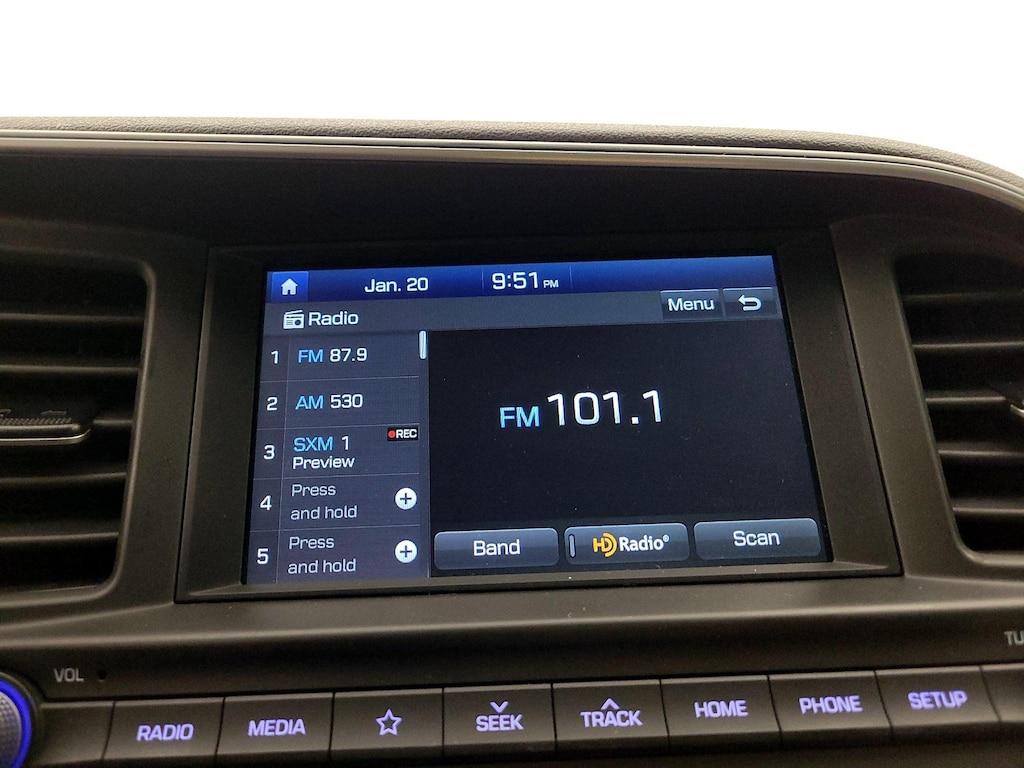 Jan. 20 9:51 PM
Radio Menu
1 FM 87.9
2 AM 530
3 SXM 1 REC
Preview
4 Press
and hold
5 Press
and hold
FM 101.1
Band HD Radio® Scan
VOL
RADIO MEDIA SEEK TRACK HOME PHONE SETUP